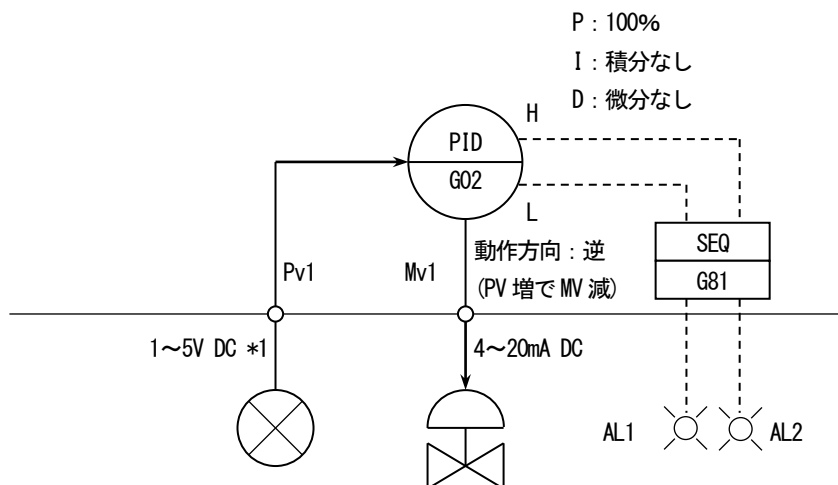 P：100%
I：積分なし
D：微分なし
H
PID
G02
L
SEQ
G81
Pv1
Mv1
動作方向：逆
(PV 増で MV 減)
1～5V DC *1
4～20mA DC
AL1
AL2